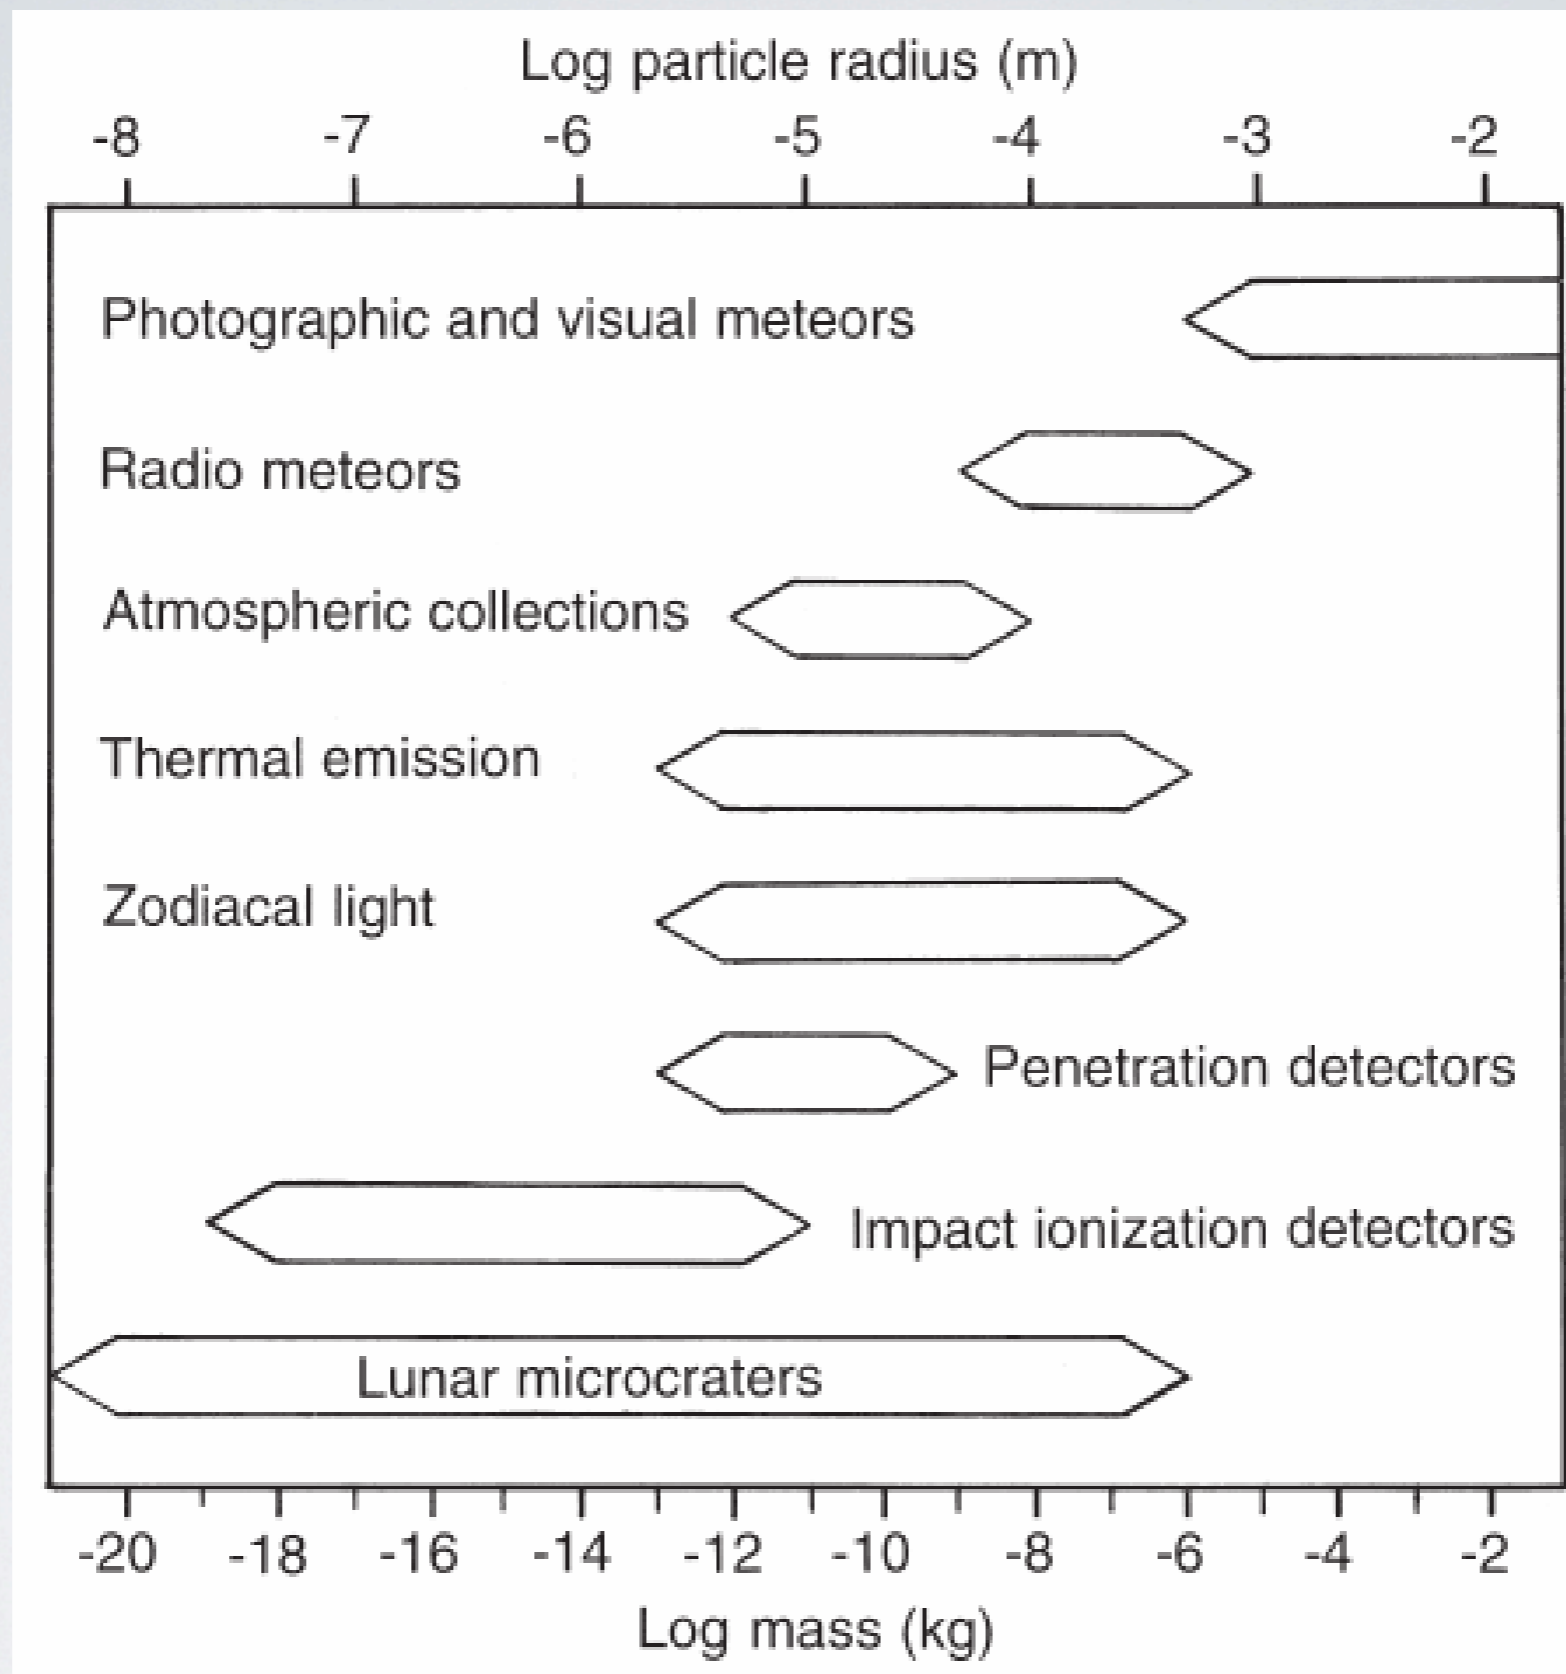 Log particle radius (m)
-8 -7 -6 -5 -4 -3 -2
Photographic and visual meteors
Radio meteors
Atmospheric collections
Thermal emission
Zodiacal light
Penetration detectors
Impact ionization detectors
Lunar microcraters
-20 -18 -16 -14 -12 -10 -8 -6 -4 -2
Log mass (kg)